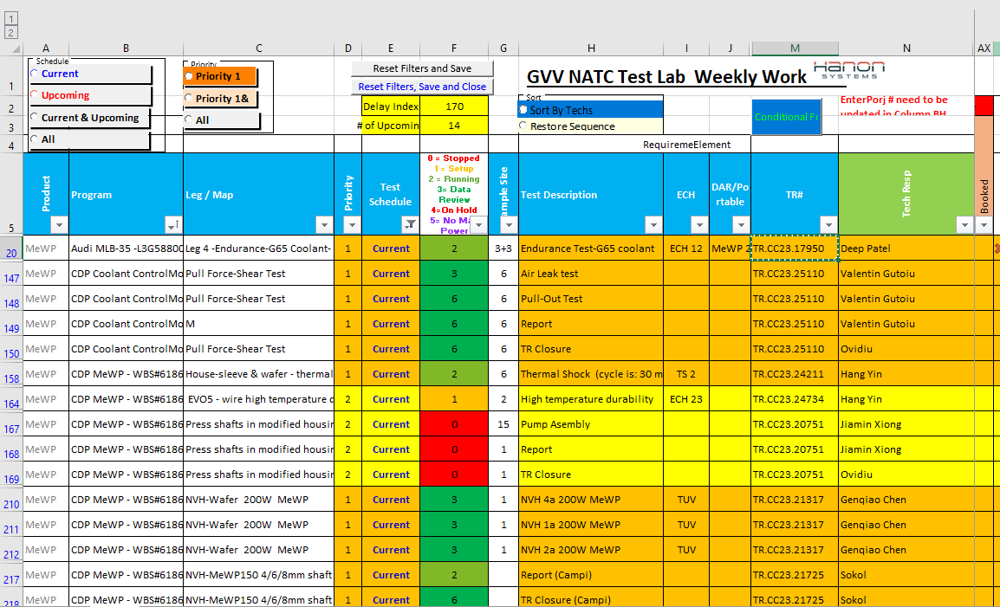 1
2
A B C D E F G H I J M N AX
Schedule
Current
Upcoming
Current & Upcoming
All
Priority
Priority 1
Priority 1&
All
Reset Filters and Save
Reset Filters, Save and Close
Delay Index 170
# of Upcomin 14
GVV NATC Test Lab Weekly Work
Hanon
SYSTEMS
Sort
Sort By Techs
Restore Sequence
Conditional Fo
EnterPorj # need to be
updated in Column BH
1
2
3
4
RequiremeElement
5
Product
Program
Leg / Map
Priority
Test
Schedule
0 = Stopped
1 = Setup
2 = Running
3= Data
Review
4=On Hold
5= No Ma
Power
ample Size
Test Description
ECH
DAR/Po
rtable
TR#
Tech Resp
Booked
20 MeWP Audi MLB-35 -L3G58800 Leg 4 -Endurance-G65 Coolant- 1 Current 2 3+3 Endurance Test-G65 coolant ECH 12 MeWP 2 TR.CC23.17950 Deep Patel
147 MeWP CDP Coolant ControlMo Pull Force-Shear Test 1 Current 3 6 Air Leak test TR.CC23.25110 Valentin Gutoiu
148 MeWP CDP Coolant ControlMo Pull Force-Shear Test 1 Current 6 6 Pull-Out Test TR.CC23.25110 Valentin Gutoiu
149 MeWP CDP Coolant ControlMo M 1 Current 6 6 Report TR.CC23.25110 Valentin Gutoiu
150 MeWP CDP Coolant ControlMo Pull Force-Shear Test 1 Current 6 6 TR Closure TR.CC23.25110 Ovidiu
158 MeWP CDP MeWP - WBS#6186 House-sleeve & wafer - thermal 1 Current 2 6 Thermal Shock (cycle is: 30 m TS 2 TR.CC23.24211 Hang Yin
164 MeWP CDP MeWP - WBS#6186 EVO5 - wire high temperature d 2 Current 1 2 High temperature durability ECH 23 TR.CC23.24734 Hang Yin
167 MeWP CDP MeWP - WBS#6186 Press shafts in modified housin 2 Current 0 15 Pump Asembly TR.CC23.20751 Jiamin Xiong
168 MeWP CDP MeWP - WBS#6186 Press shafts in modified housin 2 Current 0 1 Report TR.CC23.20751 Jiamin Xiong
169 MeWP CDP MeWP - WBS#6186 Press shafts in modified housin 2 Current 0 1 TR Closure TR.CC23.20751 Ovidiu
210 MeWP CDP MeWP - WBS#6186 NVH-Wafer 200W MeWP 1 Current 3 1 NVH 4a 200W MeWP TUV TR.CC23.21317 Genqiao Chen
211 MeWP CDP MeWP - WBS#6186 NVH-Wafer 200W MeWP 1 Current 3 1 NVH 1a 200W MeWP TUV TR.CC23.21317 Genqiao Chen
212 MeWP CDP MeWP - WBS#6186 NVH-Wafer 200W MeWP 1 Current 3 1 NVH 2a 200W MeWP TUV TR.CC23.21317 Genqiao Chen
217 MeWP CDP MeWP - WBS#6186 NVH-MeWP150 4/6/8mm shaft 1 Current 2 Report (Campi) TR.CC23.21725 Sokol
218 MeWP CDP MeWP - WBS#6186 NVH-MeWP150 4/6/8mm shaft 1 Current 6 TR Closure (Campi) TR.CC23.21725 Sokol